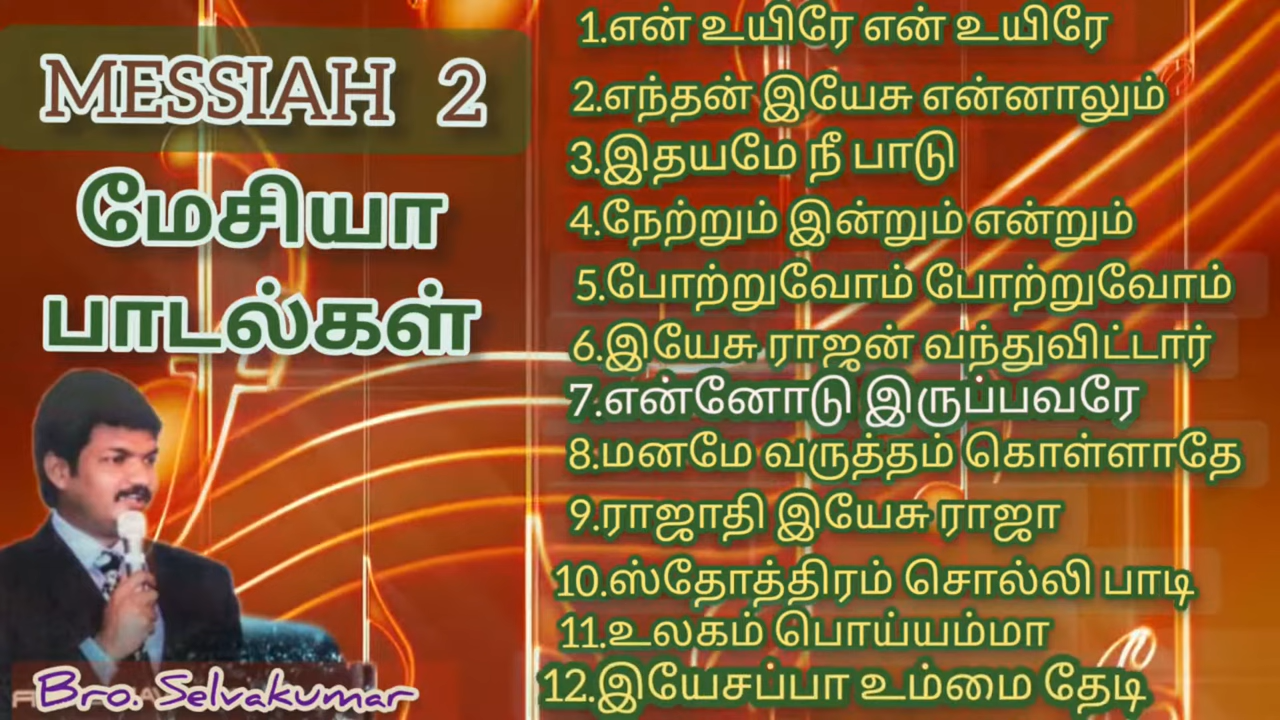 MESSIAH 2
மேசியா
பாடல்கள்
Bro. Selvakumar
1.என் உயிரே என் உயிரே
2.எந்தன் இயேசு என்னாலும்
3.இதயமே நீ பாடு
4.நேற்றும் இன்றும் என்றும்
5.போற்றுவோம் போற்றுவோம்
6.இயேசு ராஜன் வந்துவிட்டார்
7.என்னோடு இருப்பவரே
8.மனமே வருத்தம் கொள்ளாதே
9.ராஜாதி இயேசு ராஜா
10.ஸ்தோத்திரம் சொல்லி பாடி
11.உலகம் பொய்யம்மா
12.இயேசப்பா உம்மை தேடி